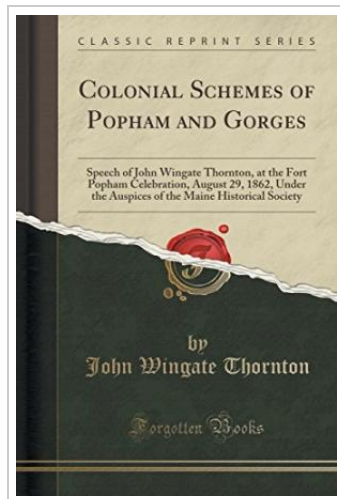 CLASSIC REPRINT SERIES
COLONIAL SCHEMES OF
POPHAM AND GORGES
Speech of John Wingate Thornton, at the Fort
Popham Celebration, August 29, 1862, Under
the Auspices of the Maine Historical Society
by
John Wingate Thornton
Forgotten Books